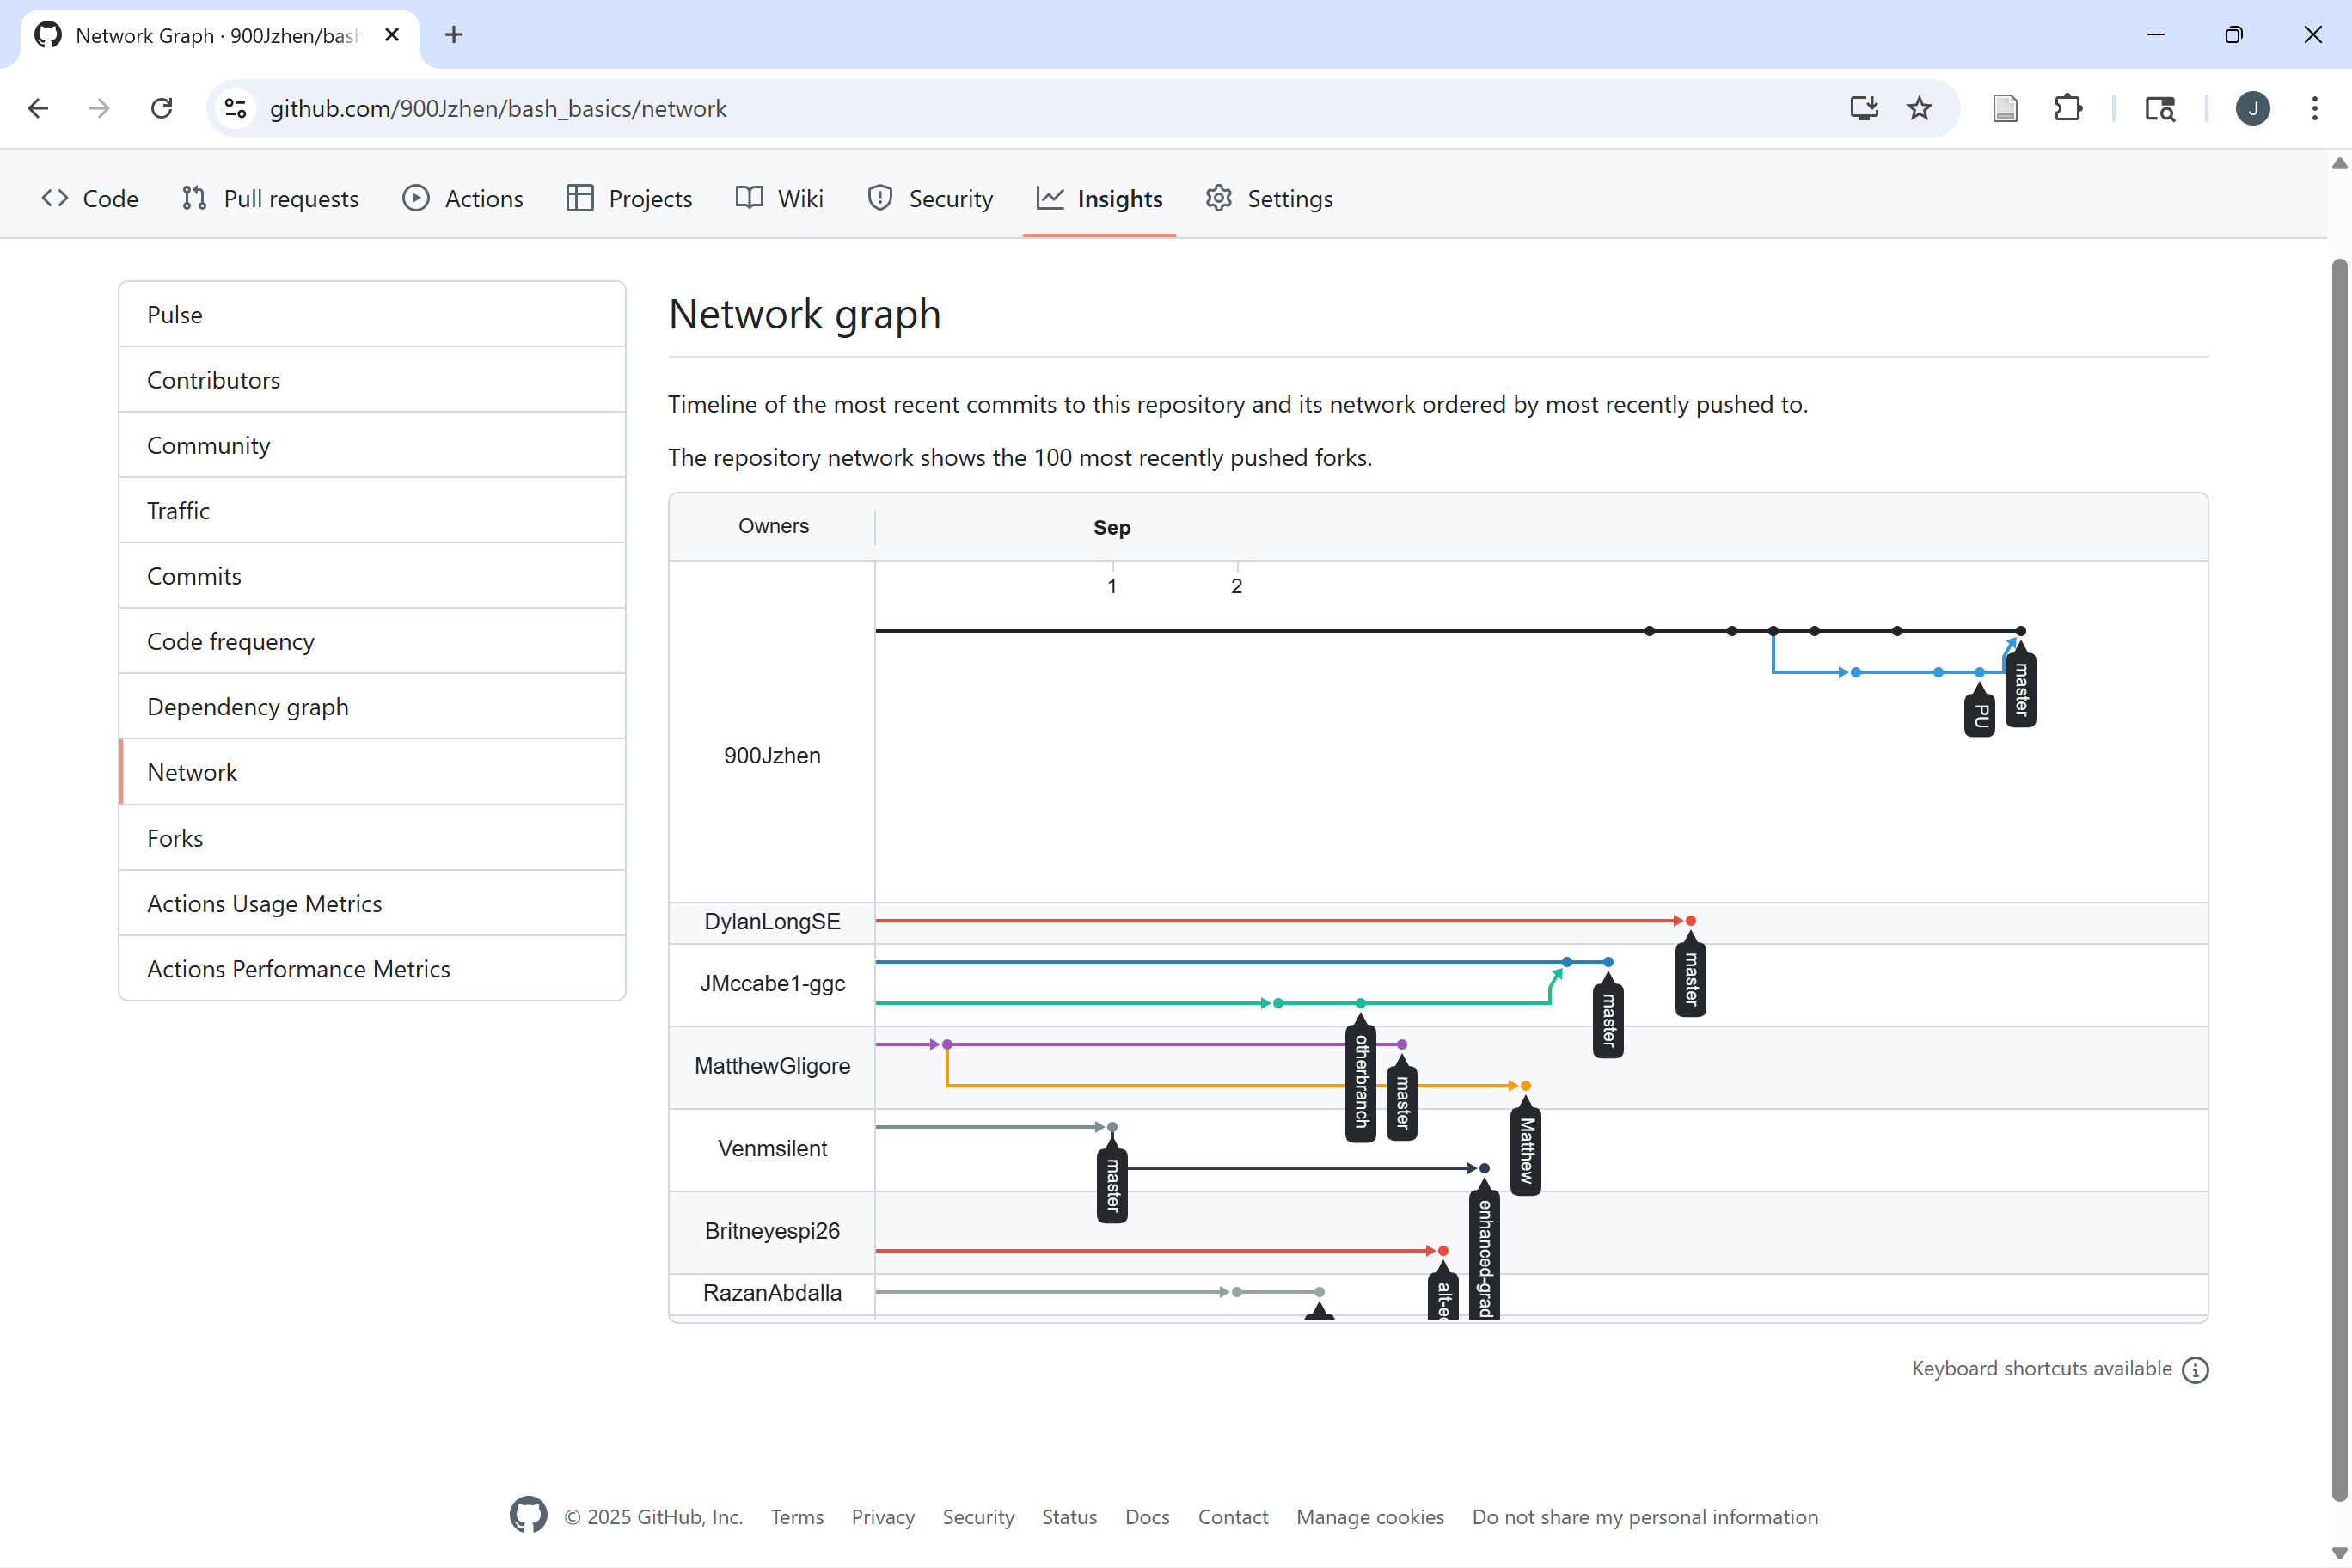 Network Graph · 900Jzhen/bash
github.com/900Jzhen/bash_basics/network
J
Code
Pull requests
Actions
Projects
Wiki
Security
Insights
Settings
Pulse
Contributors
Community
Traffic
Commits
Code frequency
Dependency graph
Network
Forks
Actions Usage Metrics
Actions Performance Metrics
Network graph
Timeline of the most recent commits to this repository and its network ordered by most recently pushed to.
The repository network shows the 100 most recently pushed forks.
Owners
Sep
1
2
900Jzhen
master
PU
DylanLongSE
master
JMccabe1-ggc
master
otherbranch
MatthewGligore
master
Matthew
Venmsilent
master
enhanced-grad
Britneyespi26
RazanAbdalla
Keyboard shortcuts available
© 2025 GitHub, Inc.
Terms
Privacy
Security
Status
Docs
Contact
Manage cookies
Do not share my personal information